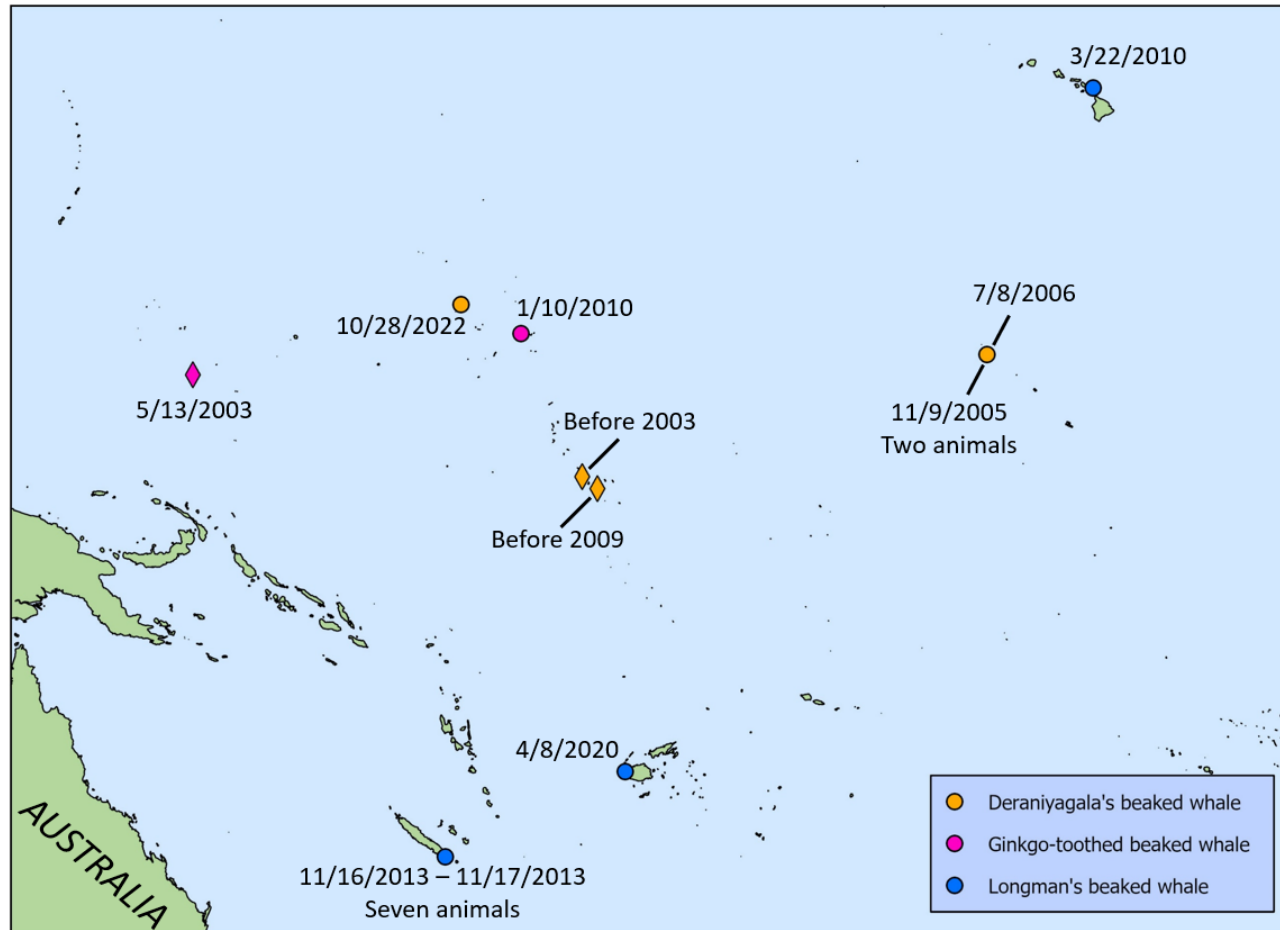 3/22/2010
7/8/2006
1/10/2010
10/28/2022
5/13/2003
11/9/2005
Two animals
Before 2003
Before 2009
4/8/2020
11/16/2013 – 11/17/2013
Seven animals
AUSTRALIA
Deraniyagala's beaked whale
Ginkgo-toothed beaked whale
Longman's beaked whale